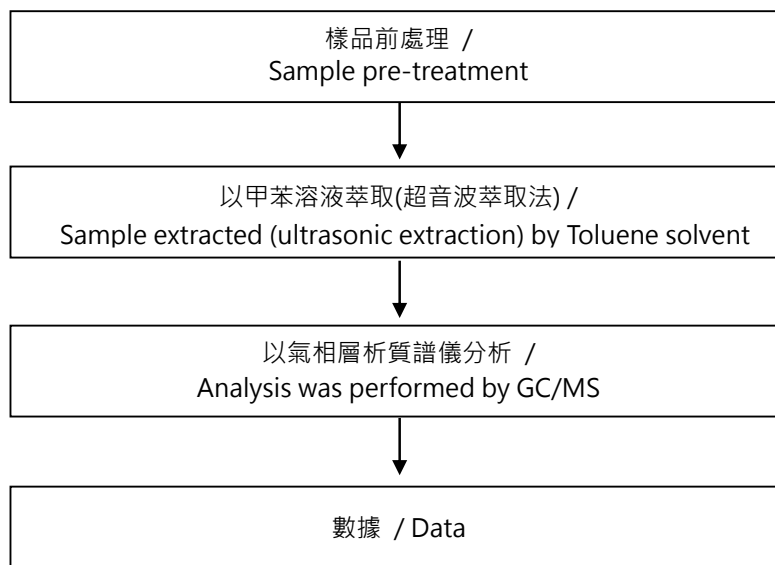 樣品前處理 /
Sample pre-treatment
以甲苯溶液萃取(超音波萃取法) /
Sample extracted (ultrasonic extraction) by Toluene solvent
以氣相層析質譜儀分析 /
Analysis was performed by GC/MS
數據 / Data